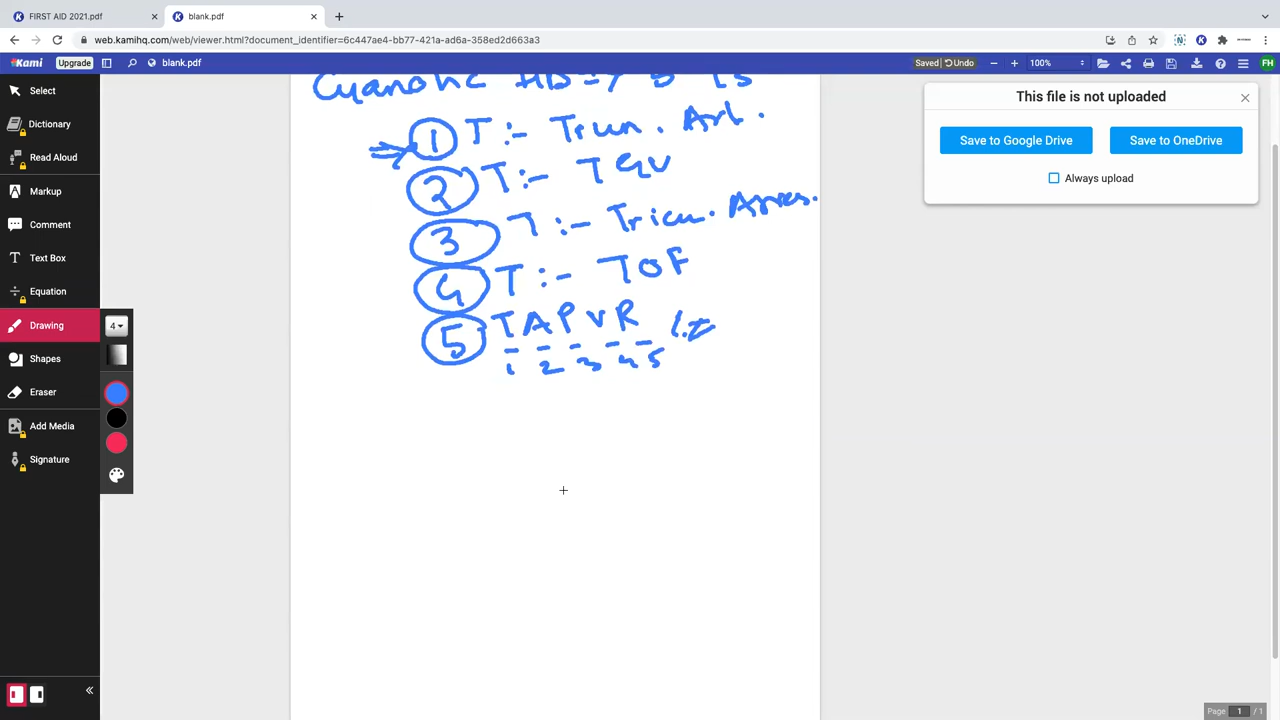 FIRST AID 2021.pdf
blank.pdf
web.kamihq.com/web/viewer.html?document_identifier=6c447ae4-bb77-421a-ad6a-358ed2d663a3
Kami
Upgrade
blank.pdf
Saved
Undo
100%
FH
Select
Dictionary
Read Aloud
Markup
Comment
Text Box
Equation
Drawing
Shapes
Eraser
Add Media
Signature
4
This file is not uploaded
Save to Google Drive
Save to OneDrive
Always upload
Cyanotic
1 T :- Trun. Art.
2 T :- TGV
3 T :- Tricu.
4 T :- TOF
5 TAPVR
1 2 3 4 5
Page 1 / 1